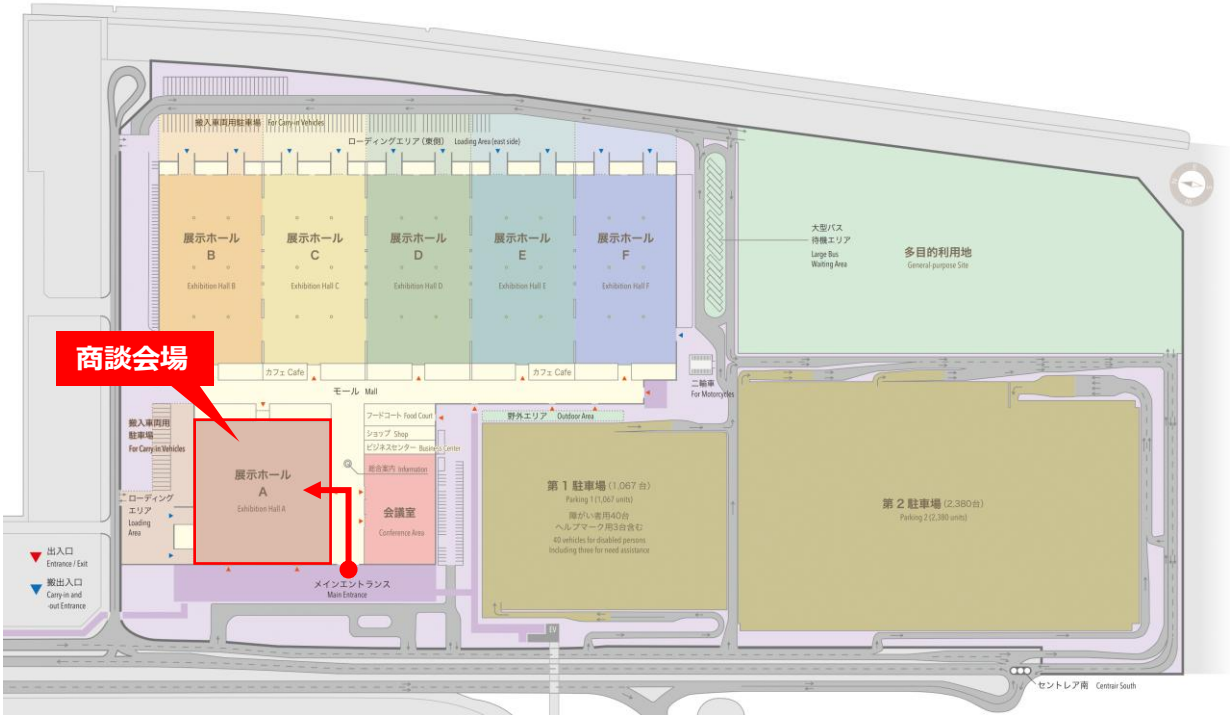 搬入車両用駐車場 For Carry-in Vehicles
ローディングエリア (東側) Loading Area (east side)
展示ホール
B
Exhibition Hall B
展示ホール
C
Exhibition Hall C
展示ホール
D
Exhibition Hall D
展示ホール
E
Exhibition Hall E
展示ホール
F
Exhibition Hall F
大型バス
待機エリア
Large Bus
Waiting Area
多目的利用地
General-purpose Site
商談会場
カフェ Cafe
カフェ Cafe
モール Mall
二輪車
For Motorcycles
搬入車両用
駐車場
For Carry-in Vehicles
フードコート Food Court
ショップ Shop
ビジネスセンター Business Center
総合案内 Information
野外エリア Outdoor Area
展示ホール
A
Exhibition Hall A
会議室
Conference Area
ローディング
エリア
Loading
Area
第1駐車場 (1,067台)
Parking 1 (1,067 units)
障がい者用40台
ヘルプマーク用3台含む
40 vehicles for disabled persons
Including three for need assistance
第2駐車場 (2,380台)
Parking 2 (2,380 units)
出入口
Entrance / Exit
搬出入口
Carry-in and
-out Entrance
メインエントランス
Main Entrance
EV
セントレア南 Centrair South